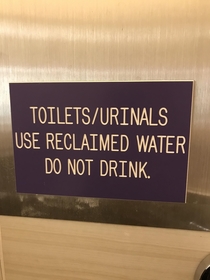 TOILETS/URINALS
USE RECLAIMED WATER
DO NOT DRINK.